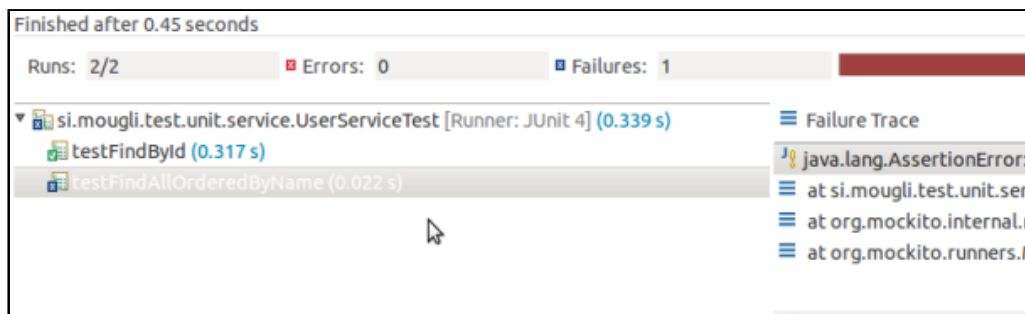 Finished after 0.45 seconds
Runs: 2/2 Errors: 0 Failures: 1
si.mougli.test.unit.service.UserServiceTest [Runner: JUnit 4] (0.339 s)
testFindById (0.317 s)
testFindAllOrderedByName (0.022 s)
Failure Trace
java.lang.AssertionError:
at si.mougli.test.unit.ser
at org.mockito.internal.
at org.mockito.runners.